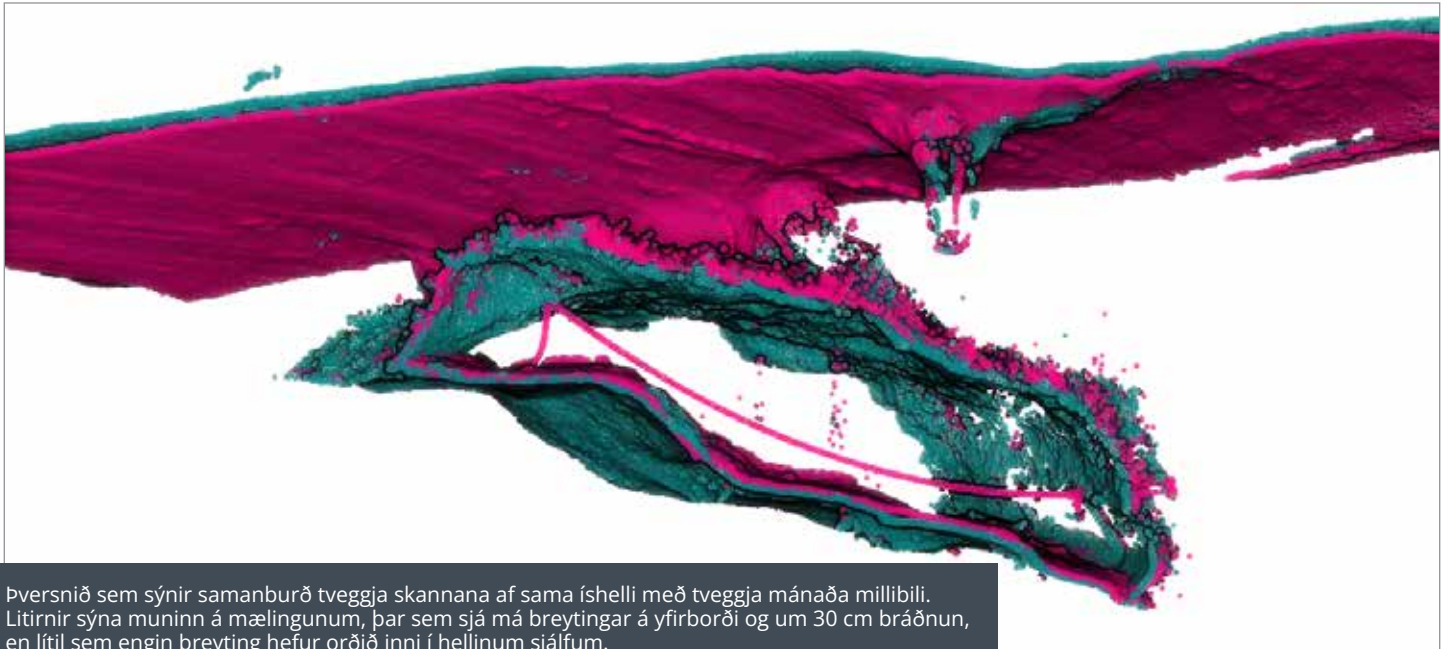 Þversnið sem sýnir samanburð tveggja skannana af sama íshelli með tveggja mánaða millibili.
Litirnir sýna muninn á mælingunum, þar sem sjá má breytingar á yfirborði og um 30 cm bráðnun,
en lítil sem engin breyting hefur orðið inni í hellinum sjálfum.